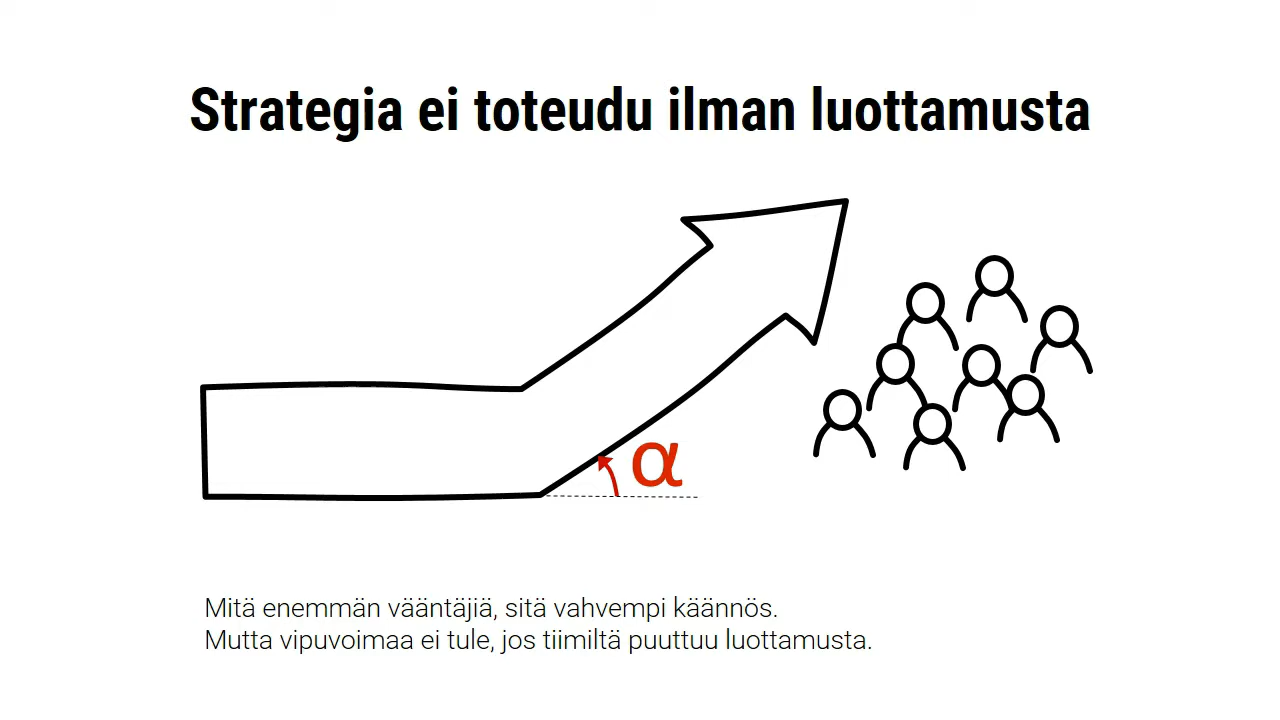 Strategia ei toteudu ilman luottamusta
α
Mitä enemmän vääntäjiä, sitä vahvempi käännös.
Mutta vipuvoimaa ei tule, jos tiimiltä puuttuu luottamusta.